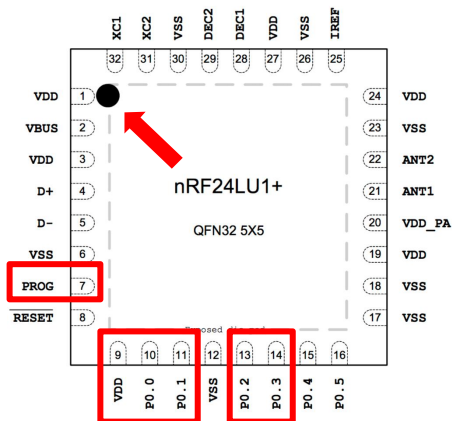 XC1
XC2
VSS
DEC2
DEC1
VDD
VSS
IREF
32
31
30
29
28
27
26
25
VDD 1
VBUS 2
VDD 3
D+ 4
D- 5
VSS 6
PROG 7
RESET 8
nRF24LU1+
QFN32 5X5
24 VDD
23 VSS
22 ANT2
21 ANT1
20 VDD_PA
19 VDD
18 VSS
17 VSS
Exposed die pad
9
10
11
12
13
14
15
16
VDD
P0.0
P0.1
VSS
P0.2
P0.3
P0.4
P0.5